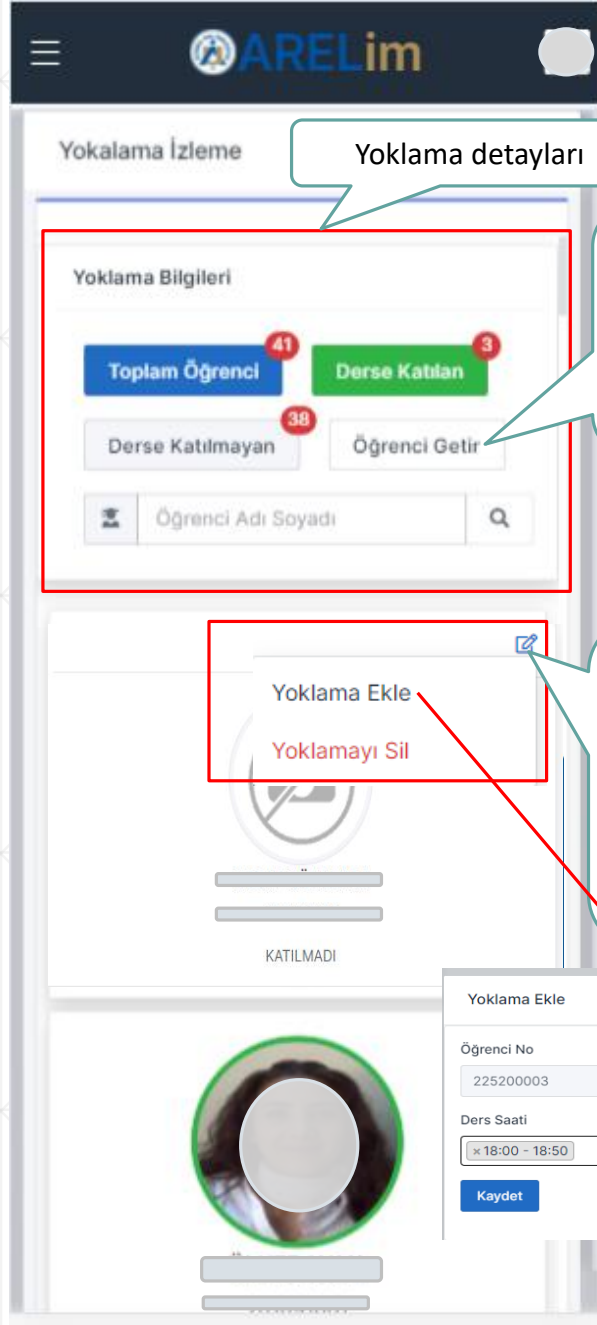 ARELim
Yokalama İzleme
Yoklama detayları
Yoklama Bilgileri
41
3
Toplam Öğrenci
Derse Katılan
38
Derse Katılmayan
Öğrenci Getir
Öğrenci Adı Soyadı
Yoklama Ekle
Yoklamayı Sil
KATILMADI
Yoklama Ekle
Öğrenci No
225200003
Ders Saati
×18:00 - 18:50
Kaydet